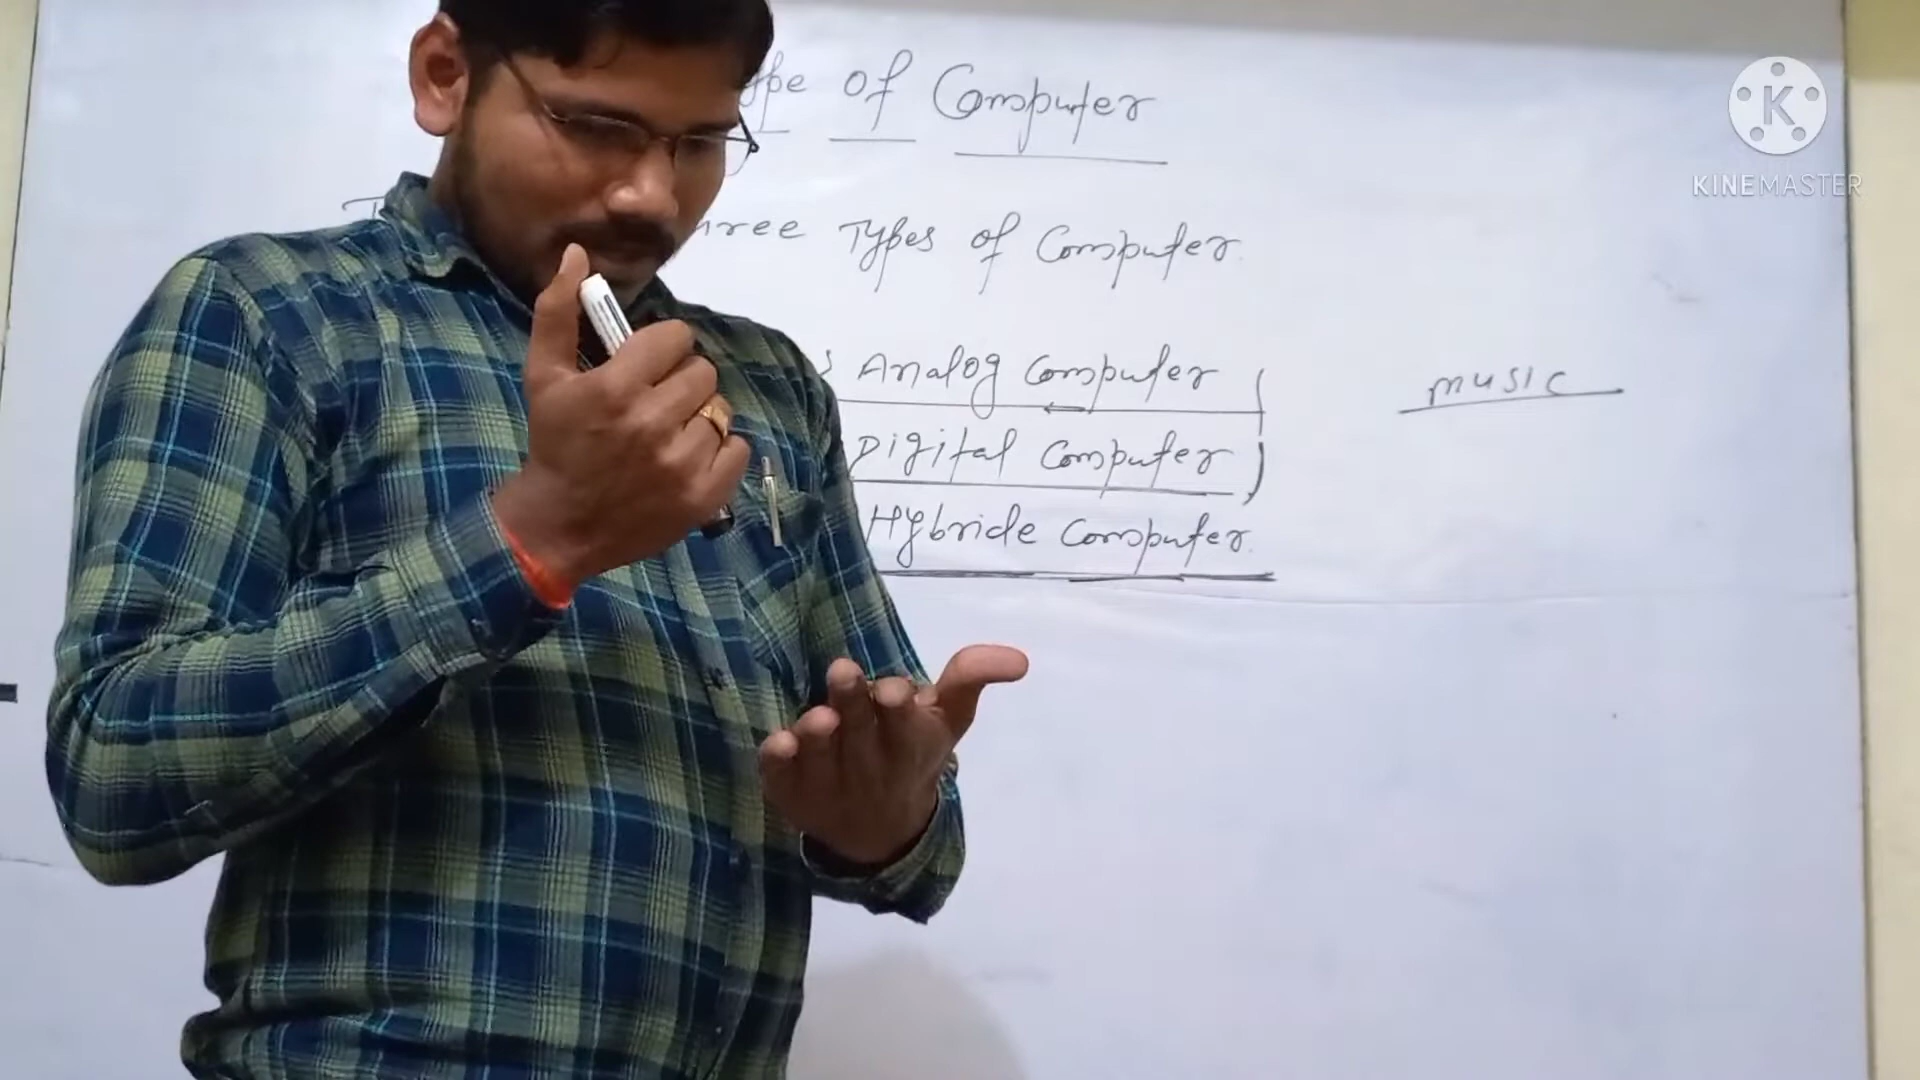 of Computer
Types of Computer
Analog Computer
music
Digital Computer
Hybride Computer
KINEMASTER